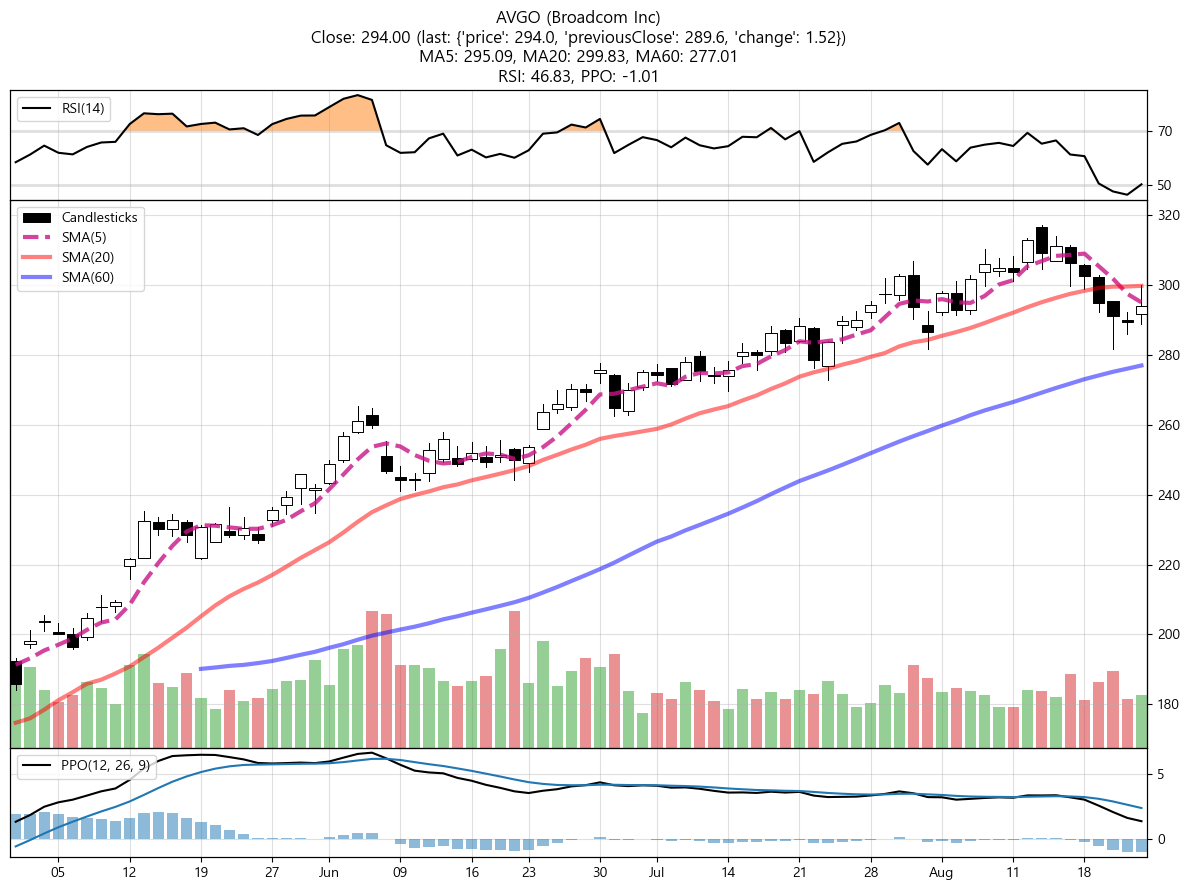 AVGO (Broadcom Inc)
Close: 294.00 (last: {'price': 294.0, 'previousClose': 289.6, 'change': 1.52})
MA5: 295.09, MA20: 299.83, MA60: 277.01
RSI: 46.83, PPO: -1.01
RSI(14)
70
50
Candlesticks
SMA(5)
SMA(20)
SMA(60)
320
300
280
260
240
220
200
180
PPO(12, 26, 9)
5
0
05 12 19 27 Jun 09 16 23 30 Jul 14 21 28 Aug 11 18